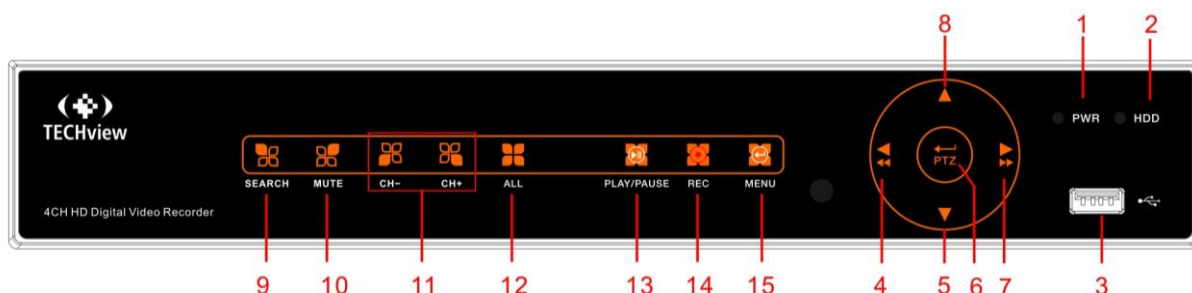 8 1 2
TECHview
PWR HDD
PTZ
SEARCH MUTE CH- CH+ ALL PLAY/PAUSE REC MENU
4CH HD Digital Video Recorder
9 10 11 12 13 14 15 4 5 6 7 3